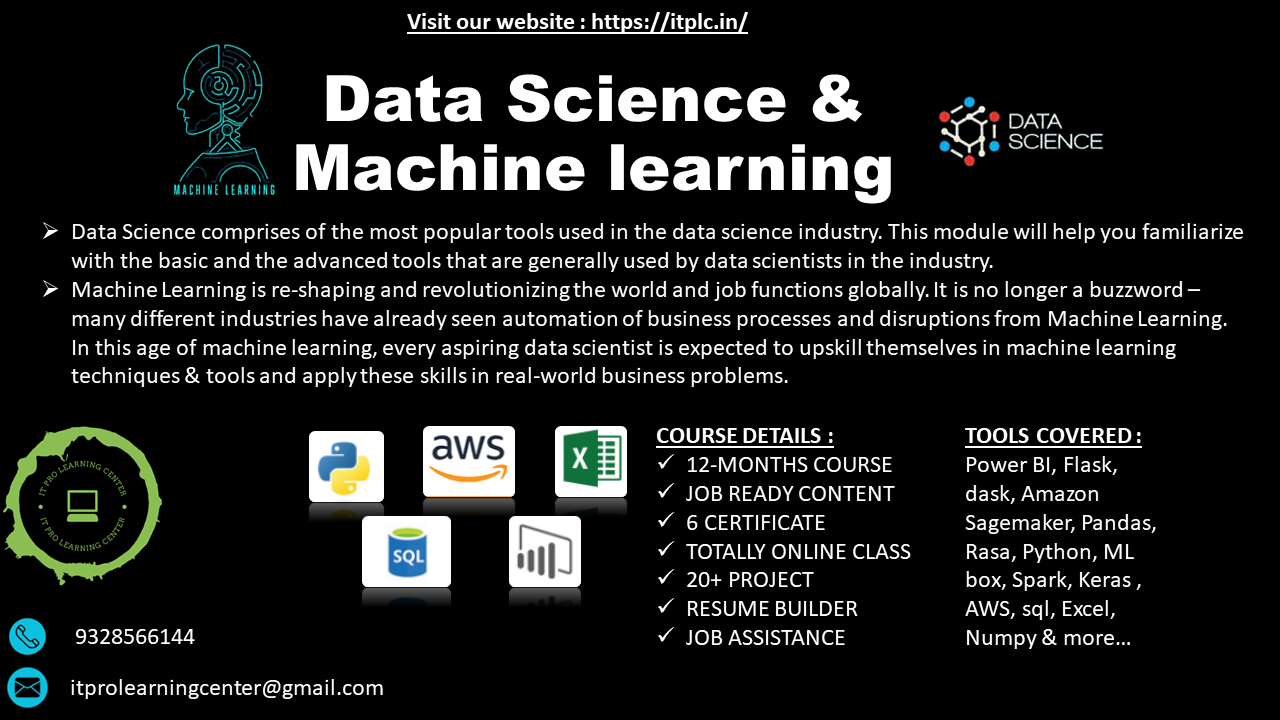 Visit our website : https://itplc.in/
MACHINE LEARNING
Data Science &
Machine learning
DATA
SCIENCE
➢ Data Science comprises of the most popular tools used in the data science industry. This module will help you familiarize
with the basic and the advanced tools that are generally used by data scientists in the industry.
➢ Machine Learning is re-shaping and revolutionizing the world and job functions globally. It is no longer a buzzword –
many different industries have already seen automation of business processes and disruptions from Machine Learning.
In this age of machine learning, every aspiring data scientist is expected to upskill themselves in machine learning
techniques & tools and apply these skills in real-world business problems.
IT PRO LEARNING CENTER
• IT PRO LEARNING CENTER •
aws
X
SQL
COURSE DETAILS :
✓ 12-MONTHS COURSE
✓ JOB READY CONTENT
✓ 6 CERTIFICATE
✓ TOTALLY ONLINE CLASS
✓ 20+ PROJECT
✓ RESUME BUILDER
✓ JOB ASSISTANCE
TOOLS COVERED :
Power BI, Flask,
dask, Amazon
Sagemaker, Pandas,
Rasa, Python, ML
box, Spark, Keras ,
AWS, sql, Excel,
Numpy & more...
9328566144
itprolearningcenter@gmail.com